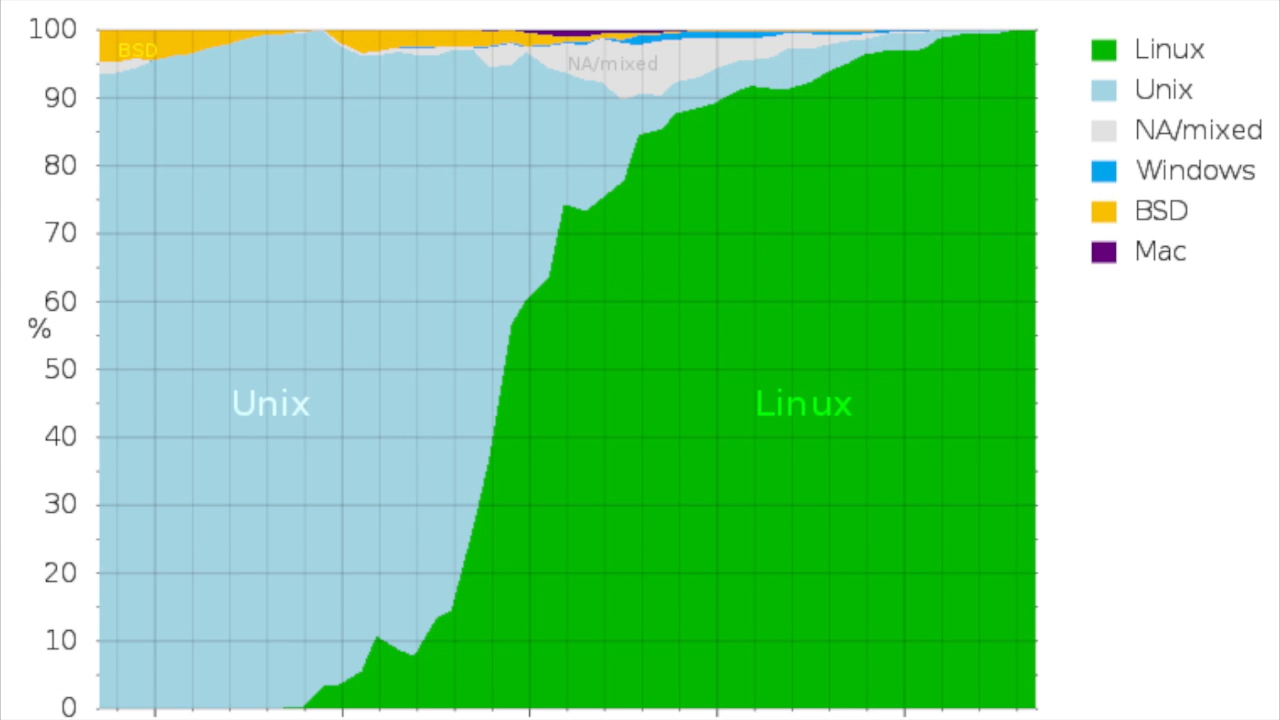 100
90
80
70
60
%
50
40
30
20
10
0
BSD
NA/mixed
Unix
Linux
Linux
Unix
NA/mixed
Windows
BSD
Mac